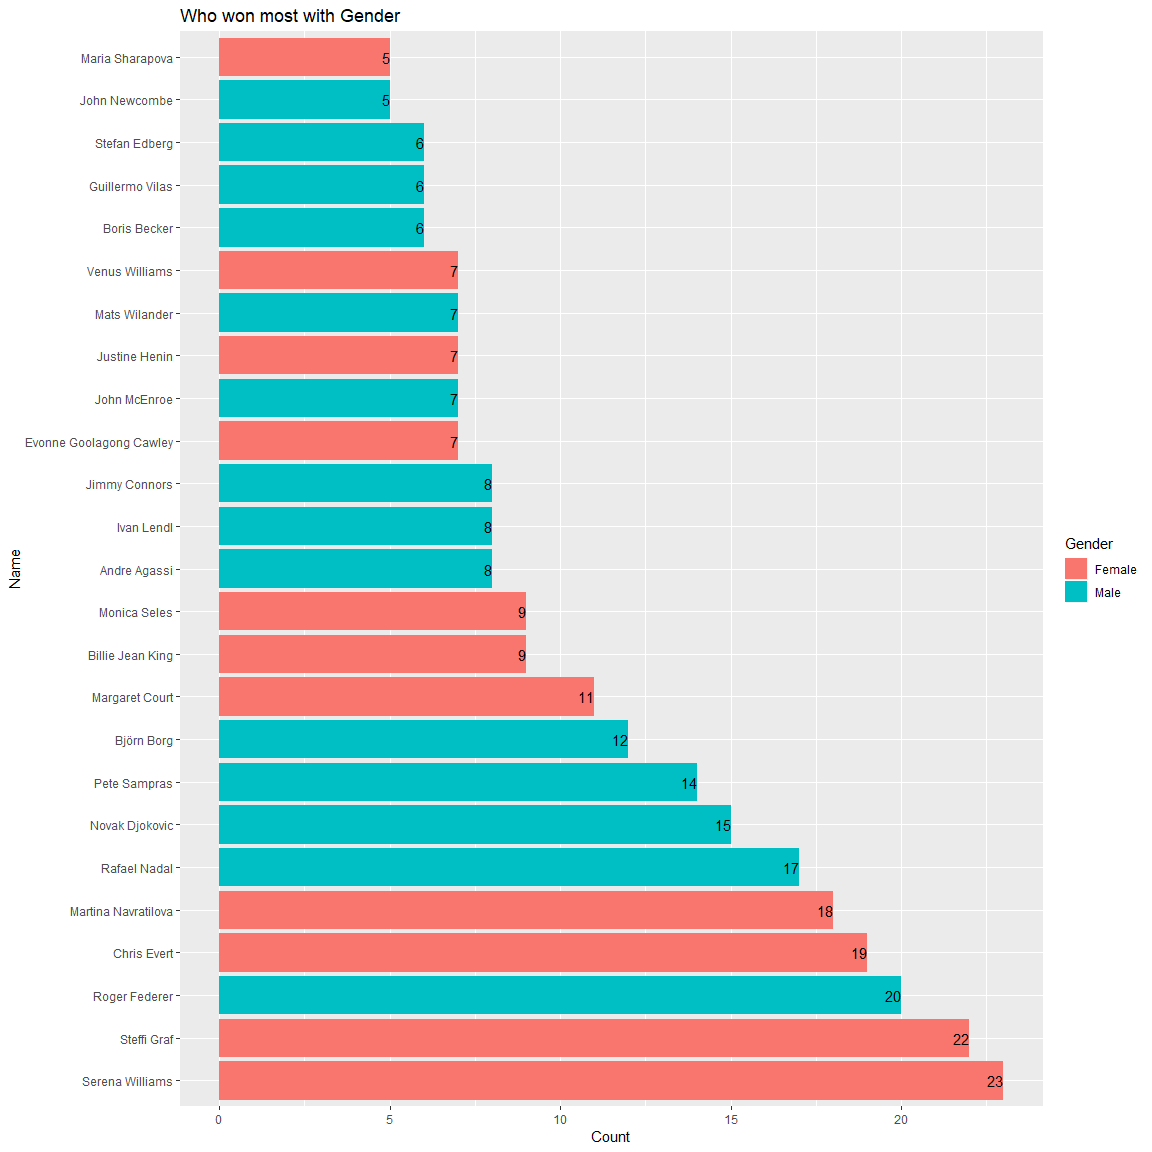 Who won most with Gender
Name
Maria Sharapova 5
John Newcombe 5
Stefan Edberg 6
Guillermo Vilas 6
Boris Becker 6
Venus Williams 7
Mats Wilander 7
Justine Henin 7
John McEnroe 7
Evonne Goolagong Cawley 7
Jimmy Connors 8
Ivan Lendl 8
Andre Agassi 8
Monica Seles 9
Billie Jean King 9
Margaret Court 11
Björn Borg 12
Pete Sampras 14
Novak Djokovic 15
Rafael Nadal 17
Martina Navratilova 18
Chris Evert 19
Roger Federer 20
Steffi Graf 22
Serena Williams 23
0 5 10 15 20
Count
Gender
Female
Male